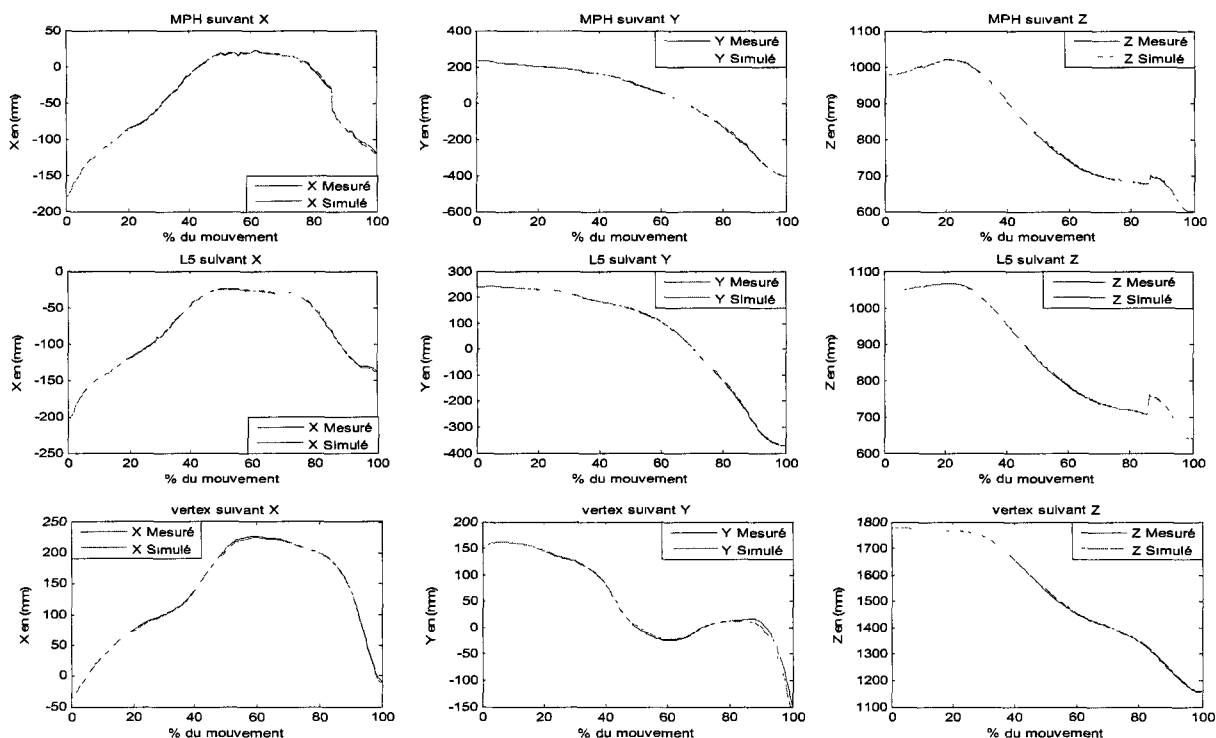 MPH suivant X
X en (mm)
50
0
-50
-100
-150
-200
0 20 40 60 80 100
% du mouvement
X Mesuré
X Simulé
MPH suivant Y
Y en (mm)
400
200
0
-200
-400
-600
0 20 40 60 80 100
% du mouvement
Y Mesuré
Y Simulé
MPH suivant Z
Z en (mm)
1100
1000
900
800
700
600
0 20 40 60 80 100
% du mouvement
Z Mesuré
Z Simulé
L5 suivant X
X en (mm)
0
-50
-100
-150
-200
-250
0 20 40 60 80 100
% du mouvement
X Mesuré
X Simulé
L5 suivant Y
Y en (mm)
300
200
100
0
-100
-200
-300
-400
0 20 40 60 80 100
% du mouvement
Y Mesuré
Y Simulé
L5 suivant Z
Z en (mm)
1100
1000
900
800
700
600
0 20 40 60 80 100
% du mouvement
Z Mesuré
Z Simulé
vertex suivant X
X en (mm)
250
200
150
100
50
0
-50
0 20 40 60 80 100
% du mouvement
X Mesuré
X Simulé
vertex suivant Y
Y en (mm)
200
150
100
50
0
-50
-100
-150
0 20 40 60 80 100
% du mouvement
Y Mesuré
Y Simulé
vertex suivant Z
Z en (mm)
1800
1700
1600
1500
1400
1300
1200
1100
0 20 40 60 80 100
% du mouvement
Z Mesuré
Z Simulé